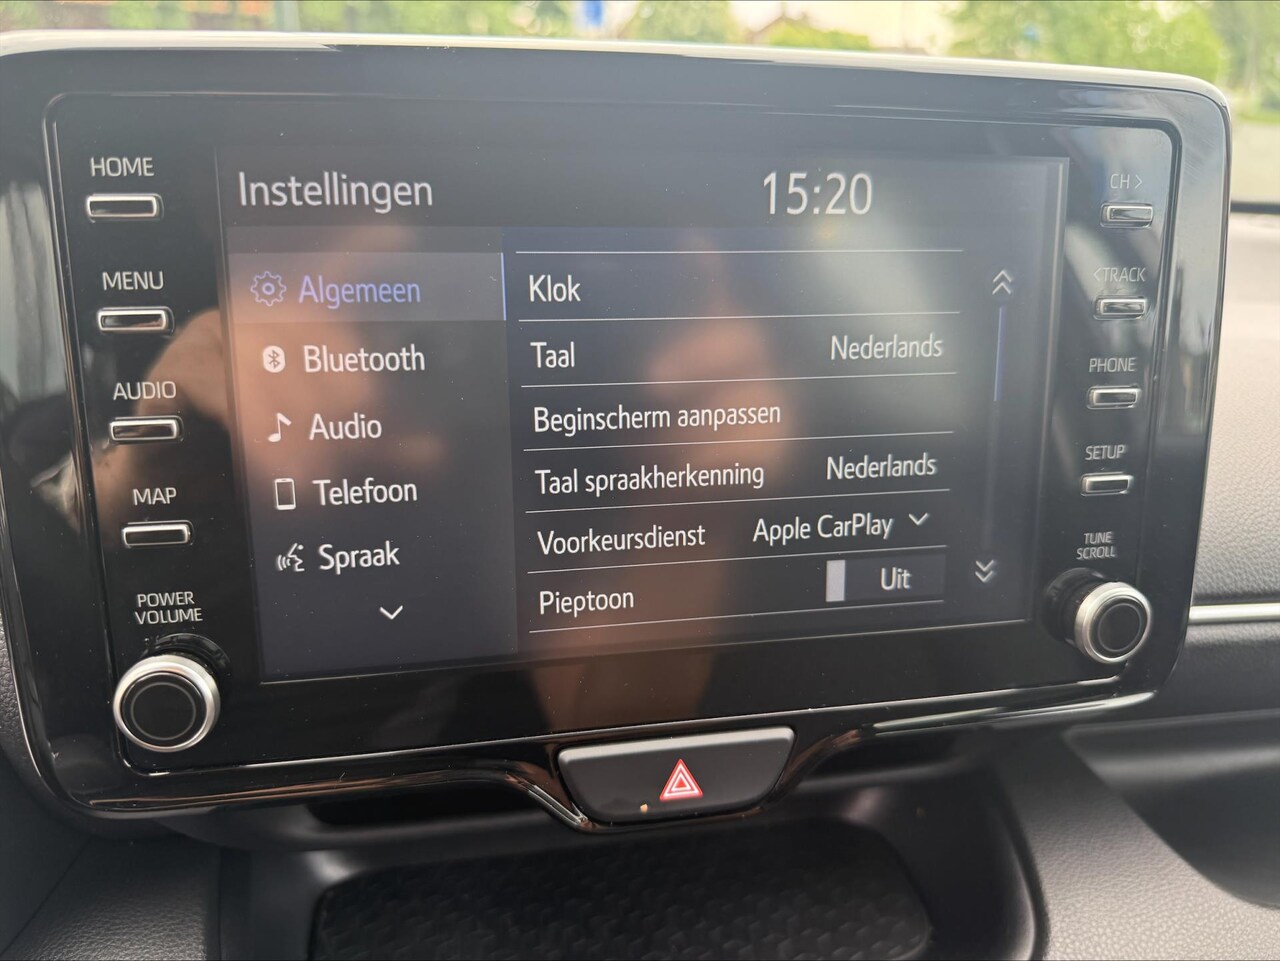 HOME
MENU
AUDIO
MAP
POWER
VOLUME
Instellingen
15:20
Algemeen
Bluetooth
Audio
Telefoon
Spraak
Klok
Taal Nederlands
Beginscherm aanpassen
Taal spraakherkenning Nederlands
Voorkeursdienst Apple CarPlay
Pieptoon Uit
CH >
<TRACK
PHONE
SETUP
TUNE
SCROLL